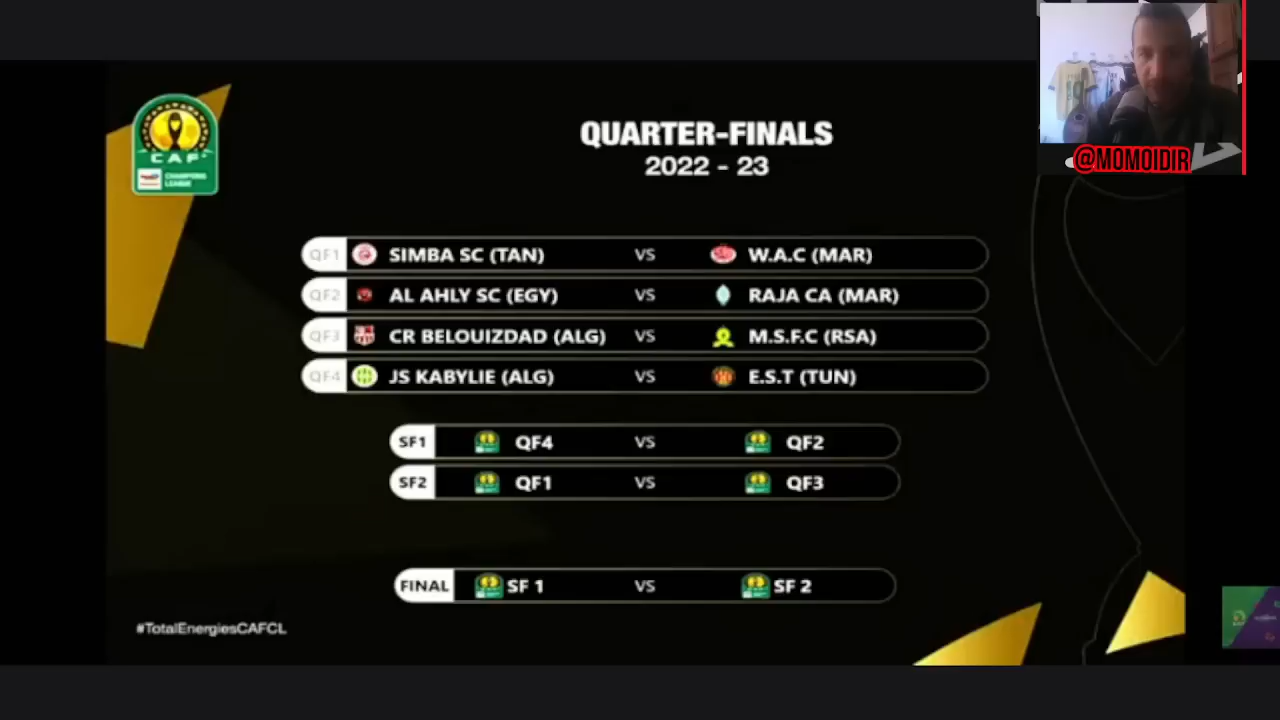 @MOMOIDIR
CAF
CHAMPIONS
LEAGUE
QUARTER-FINALS
2022 - 23
QF1 SIMBA SC (TAN) VS W.A.C (MAR)
QF2 AL AHLY SC (EGY) VS RAJA CA (MAR)
QF3 CR BELOUIZDAD (ALG) VS M.S.F.C (RSA)
QF4 JS KABYLIE (ALG) VS E.S.T (TUN)
SF1 QF4 VS QF2
SF2 QF1 VS QF3
FINAL SF 1 VS SF 2
#TotalEnergiesCAFCL